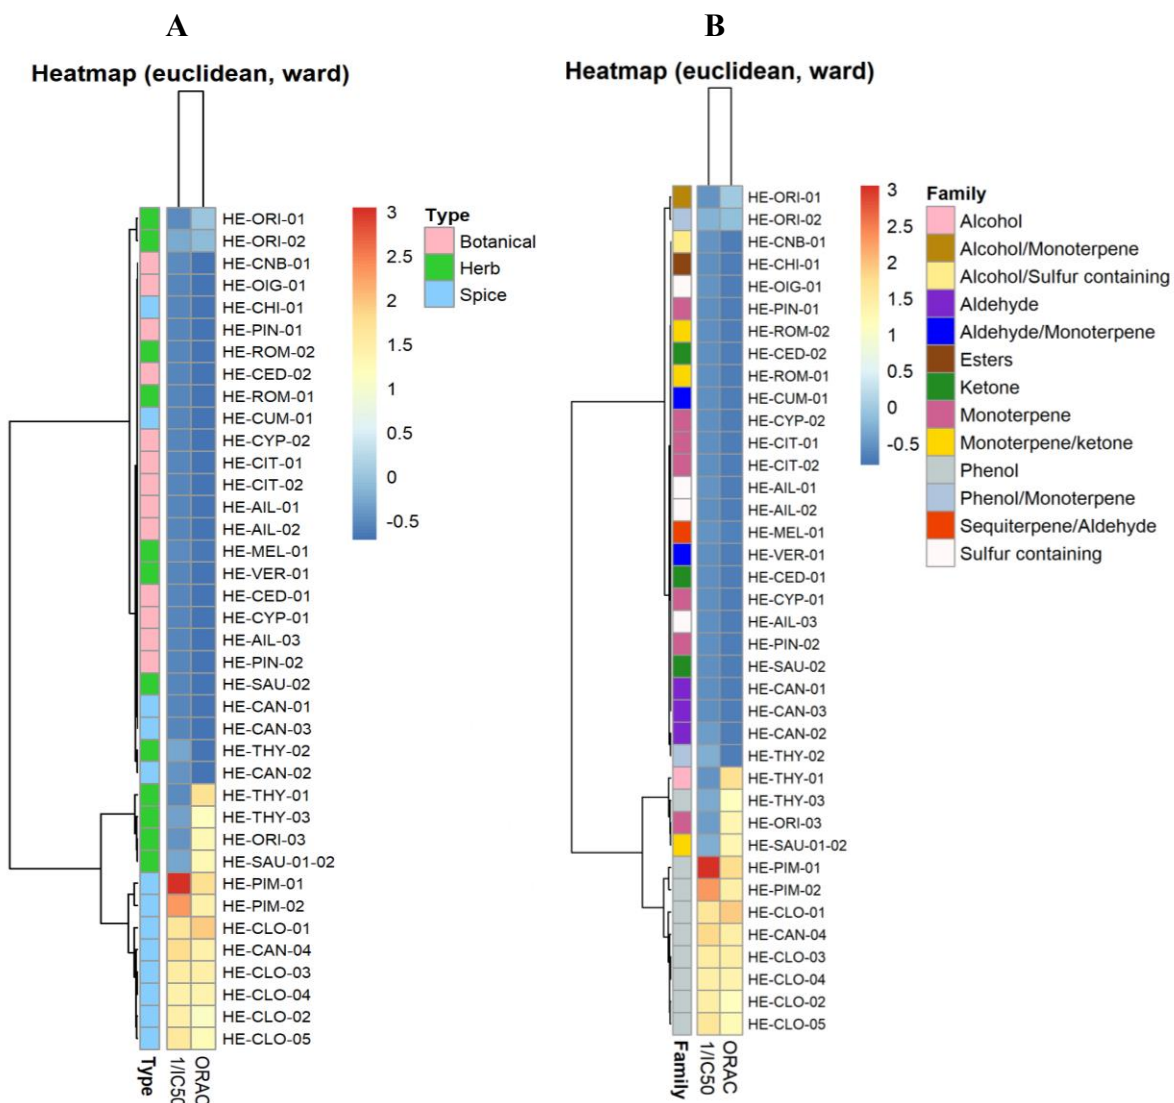 A
Heatmap (euclidean, ward)
HE-ORI-01
HE-ORI-02
HE-CNB-01
HE-OIG-01
HE-CHI-01
HE-PIN-01
HE-ROM-02
HE-CED-02
HE-ROM-01
HE-CUM-01
HE-CYP-02
HE-CIT-01
HE-CIT-02
HE-AIL-01
HE-AIL-02
HE-MEL-01
HE-VER-01
HE-CED-01
HE-CYP-01
HE-AIL-03
HE-PIN-02
HE-SAU-02
HE-CAN-01
HE-CAN-03
HE-THY-02
HE-CAN-02
HE-THY-01
HE-THY-03
HE-ORI-03
HE-SAU-01-02
HE-PIM-01
HE-PIM-02
HE-CLO-01
HE-CAN-04
HE-CLO-03
HE-CLO-04
HE-CLO-02
HE-CLO-05
Type
1/IC50
ORAC
3
2.5
2
1.5
1
0.5
0
-0.5
Type
Botanical
Herb
Spice
B
Heatmap (euclidean, ward)
HE-ORI-01
HE-ORI-02
HE-CNB-01
HE-CHI-01
HE-OIG-01
HE-PIN-01
HE-ROM-02
HE-CED-02
HE-ROM-01
HE-CUM-01
HE-CYP-02
HE-CIT-01
HE-CIT-02
HE-AIL-01
HE-AIL-02
HE-MEL-01
HE-VER-01
HE-CED-01
HE-CYP-01
HE-AIL-03
HE-PIN-02
HE-SAU-02
HE-CAN-01
HE-CAN-03
HE-CAN-02
HE-THY-02
HE-THY-01
HE-THY-03
HE-ORI-03
HE-SAU-01-02
HE-PIM-01
HE-PIM-02
HE-CLO-01
HE-CAN-04
HE-CLO-03
HE-CLO-04
HE-CLO-02
HE-CLO-05
Family
1/IC50
ORAC
3
2.5
2
1.5
1
0.5
0
-0.5
Family
Alcohol
Alcohol/Monoterpene
Alcohol/Sulfur containing
Aldehyde
Aldehyde/Monoterpene
Esters
Ketone
Monoterpene
Monoterpene/ketone
Phenol
Phenol/Monoterpene
Sequiterpene/Aldehyde
Sulfur containing